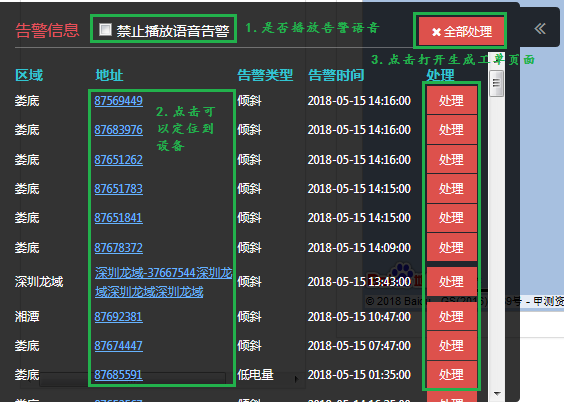 告警信息 禁止播放语音告警 1.是否播放告警语音 ✖全部处理 «
3.点击打开生成工单页面
区域 地址 告警类型 告警时间 处理
娄底 87569449 倾斜 2018-05-15 14:16:00 处理
2.点击可以定位到设备
娄底 87683976 倾斜 2018-05-15 14:16:00 处理
娄底 87651262 倾斜 2018-05-15 14:16:00 处理
娄底 87651783 倾斜 2018-05-15 14:15:00 处理
娄底 87651841 倾斜 2018-05-15 14:15:00 处理
娄底 87678372 倾斜 2018-05-15 14:09:00 处理
深圳龙域 深圳龙域-37667544深圳龙 倾斜 2018-05-15 13:43:00 处理
域深圳龙域深圳龙域
© 2018 Baidu 号 - 甲测资
湘潭 87692381 倾斜 2018-05-15 10:47:00 处理
娄底 87674447 倾斜 2018-05-15 07:47:00 处理
娄底 87685591 低电量 2018-05-15 01:35:00 处理